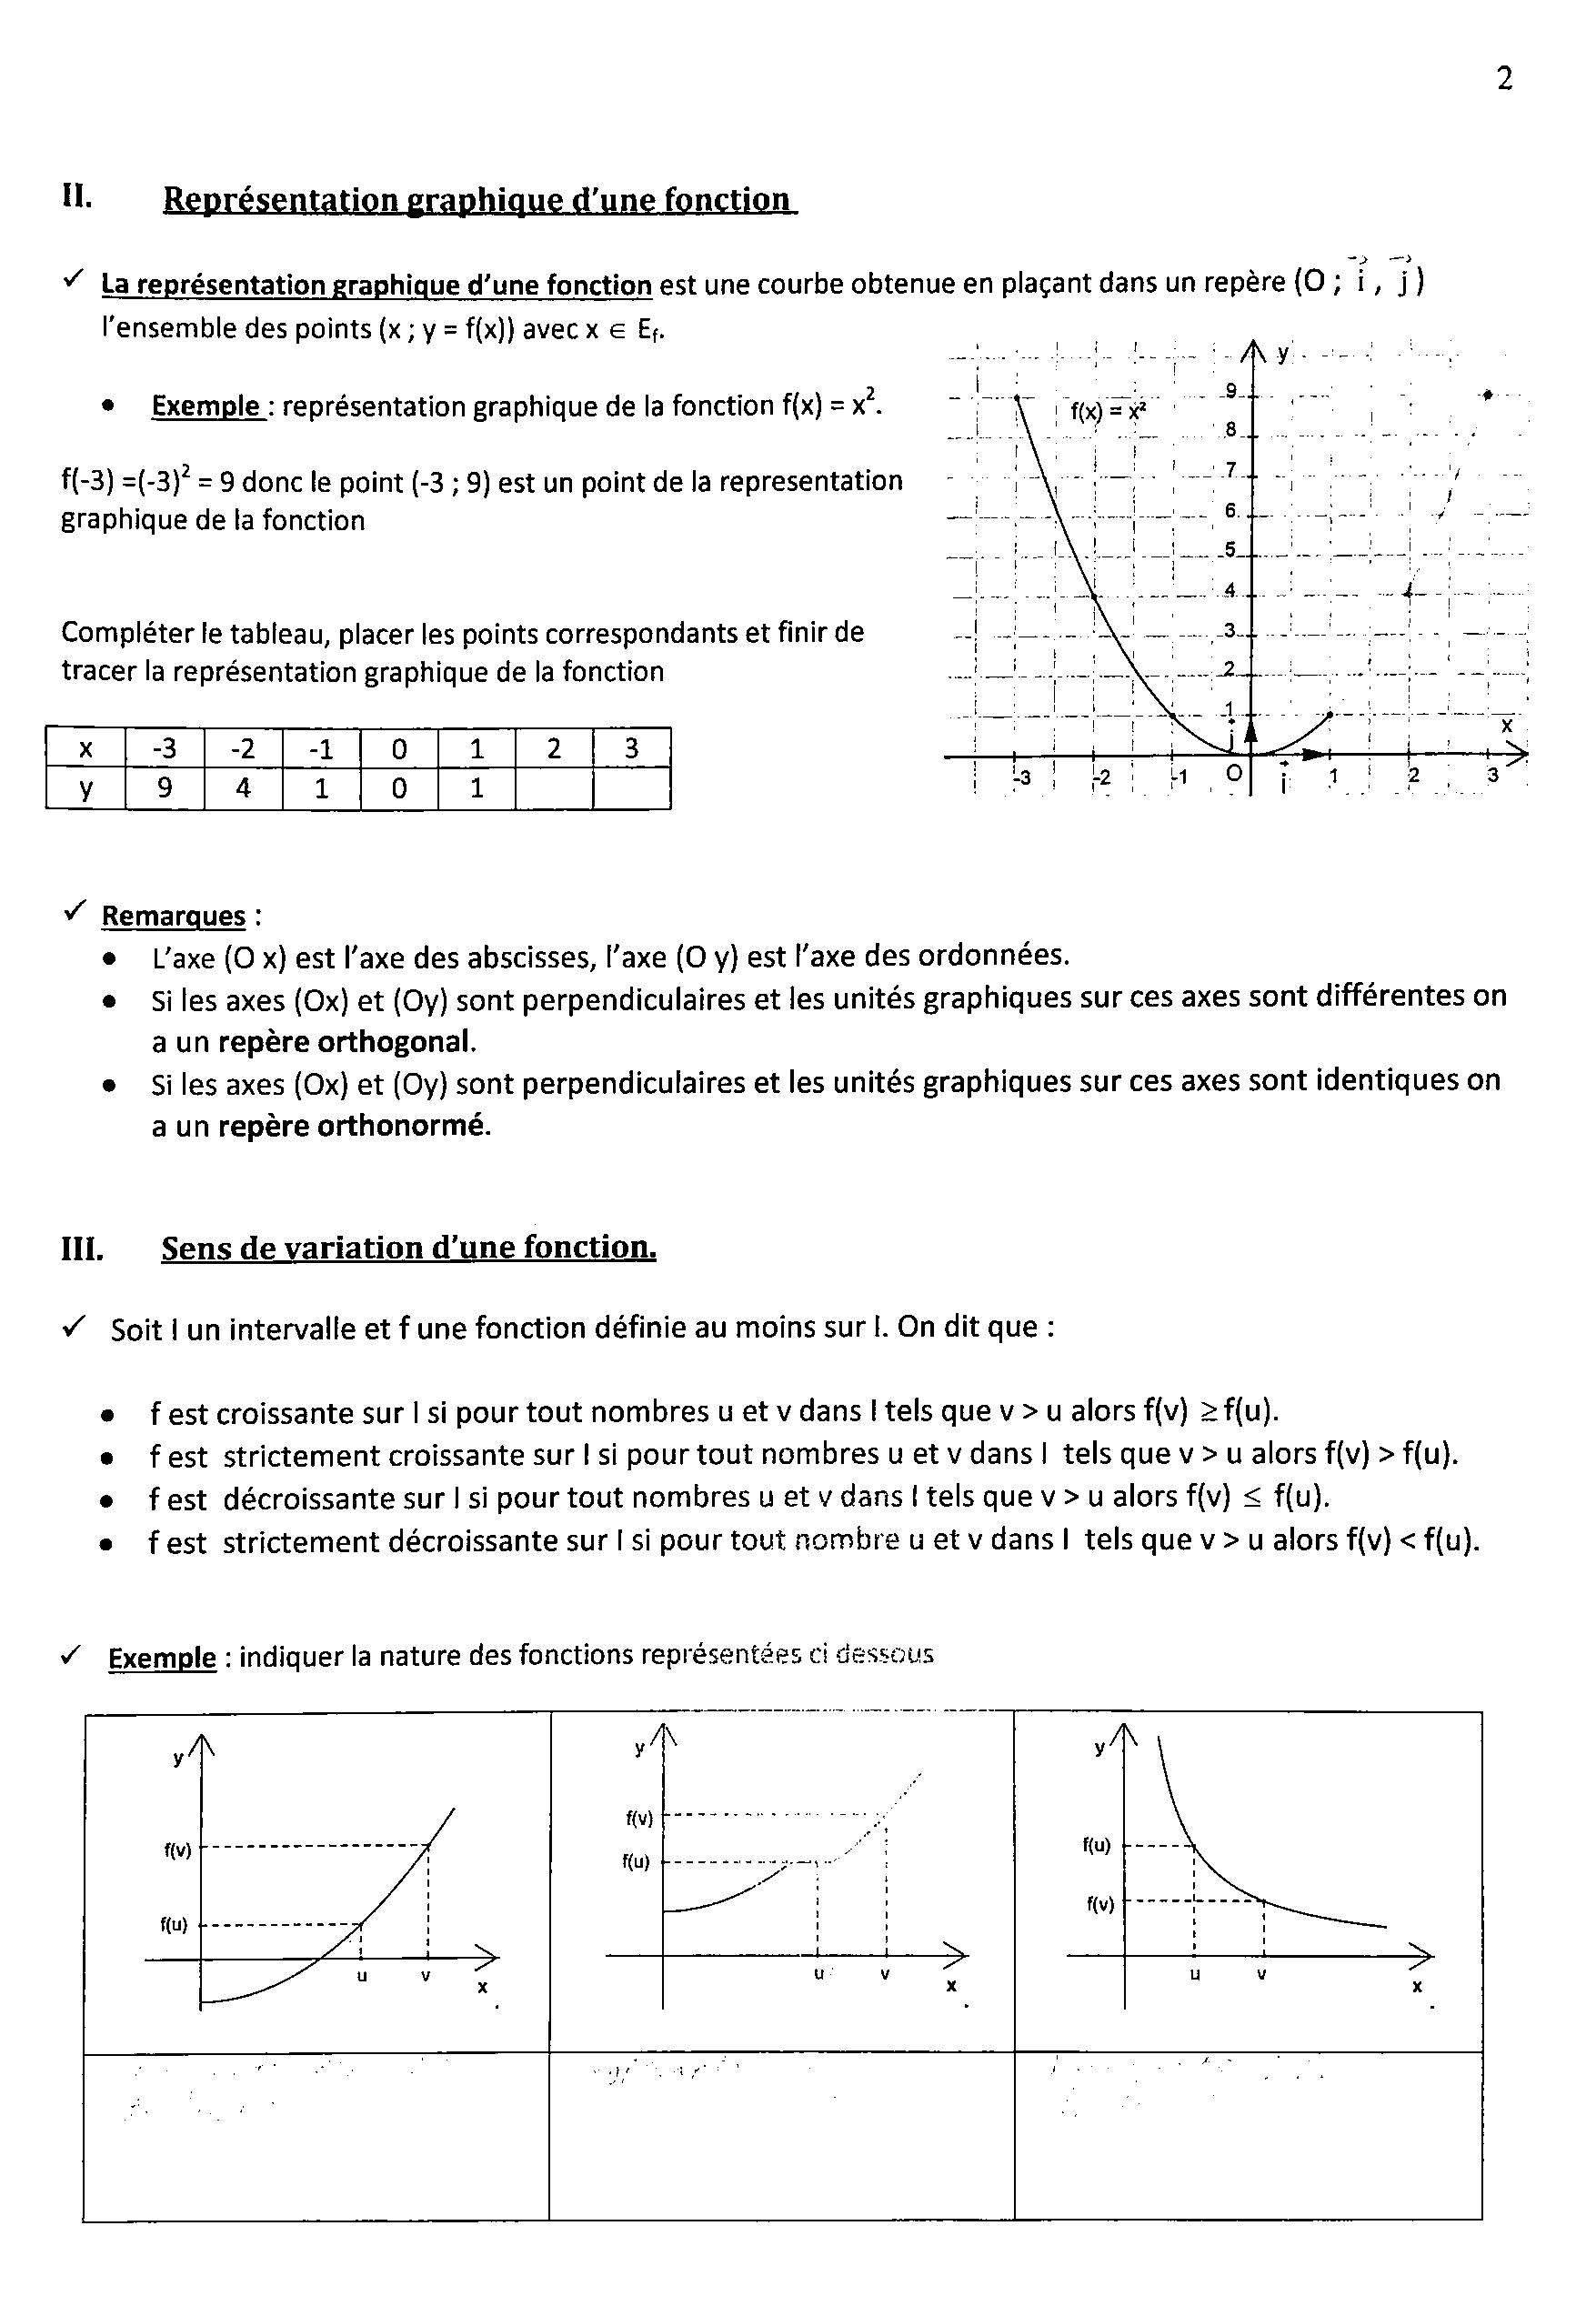 2
II. Représentation graphique d'une fonction
✓ La représentation graphique d'une fonction est une courbe obtenue en plaçant dans un repère (O ; i , j )
l'ensemble des points (x ; y = f(x)) avec x ∈ Ef.
• Exemple : représentation graphique de la fonction f(x) = x².
f(-3) =(-3)² = 9 donc le point (-3 ; 9) est un point de la representation
graphique de la fonction
Compléter le tableau, placer les points correspondants et finir de
tracer la représentation graphique de la fonction
x -3 -2 -1 0 1 2 3
y 9 4 1 0 1
y
f(x) = x²
9
8
7
6
5
4
3
2
1
j
x
-3 -2 -1 O i 1 2 3
✓ Remarques :
• L'axe (O x) est l'axe des abscisses, l'axe (O y) est l'axe des ordonnées.
• Si les axes (Ox) et (Oy) sont perpendiculaires et les unités graphiques sur ces axes sont différentes on
a un repère orthogonal.
• Si les axes (Ox) et (Oy) sont perpendiculaires et les unités graphiques sur ces axes sont identiques on
a un repère orthonormé.
III. Sens de variation d'une fonction.
✓ Soit I un intervalle et f une fonction définie au moins sur I. On dit que :
• f est croissante sur I si pour tout nombres u et v dans I tels que v > u alors f(v) ≥ f(u).
• f est strictement croissante sur I si pour tout nombres u et v dans I tels que v > u alors f(v) > f(u).
• f est décroissante sur I si pour tout nombres u et v dans I tels que v > u alors f(v) ≤ f(u).
• f est strictement décroissante sur I si pour tout nombre u et v dans I tels que v > u alors f(v) < f(u).
✓ Exemple : indiquer la nature des fonctions représentées ci dessous
y
f(v)
f(u)
u v
x
y
f(v)
f(u)
u v
x
y
f(u)
f(v)
u v
x